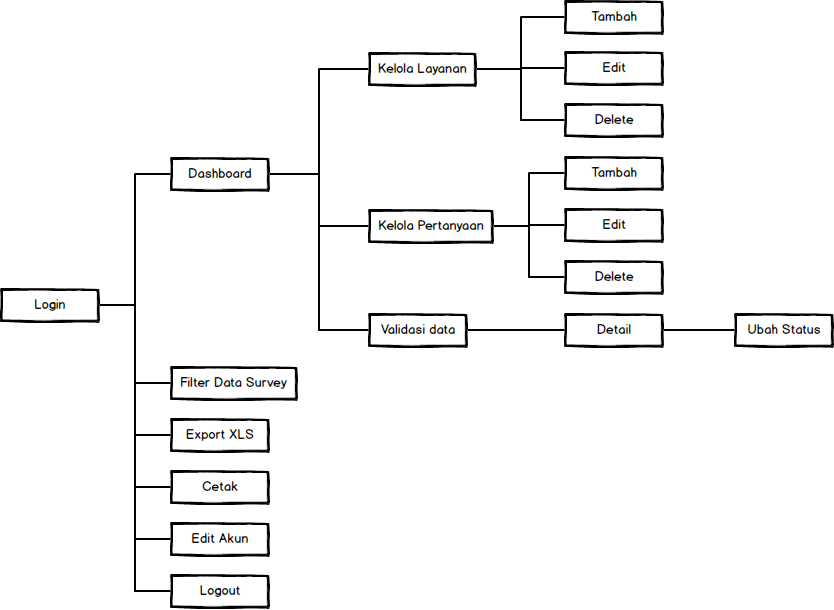 Tambah
Kelola Layanan
Edit
Delete
Dashboard
Tambah
Kelola Pertanyaan
Edit
Delete
Login
Validasi data
Detail
Ubah Status
Filter Data Survey
Export XLS
Cetak
Edit Akun
Logout